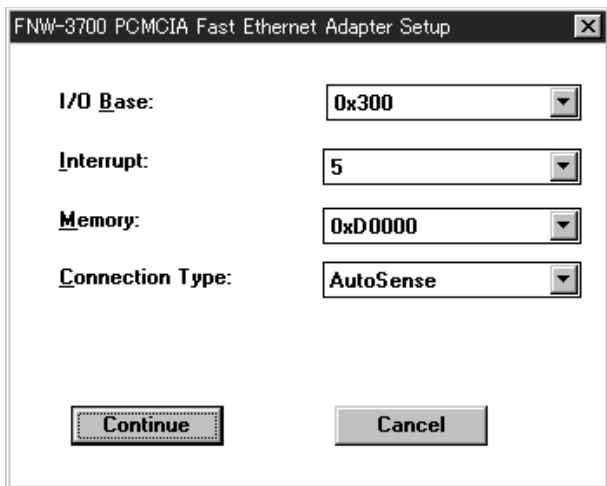 FNW-3700 PCMCIA Fast Ethernet Adapter Setup
I/O Base: 0x300
Interrupt: 5
Memory: 0xD0000
Connection Type: AutoSense
Continue Cancel